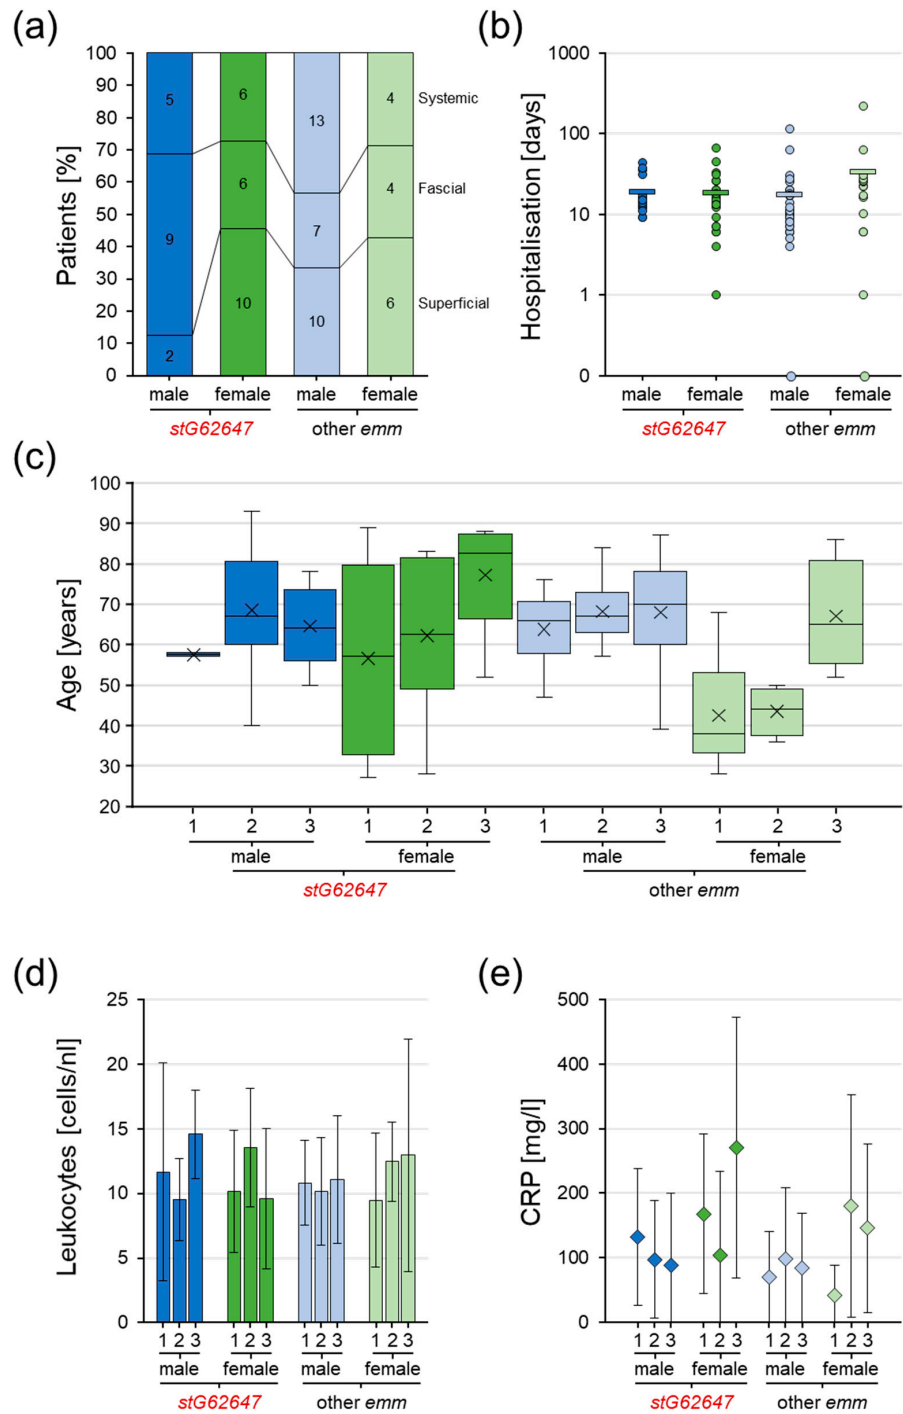 (a)
100
90
80
70
60
50
40
30
20
10
0
Patients [%]
5
9
2
6
6
10
13
7
10
4
4
6
Systemic
Fascial
Superficial
male female male female
stG62647 other emm
(b)
1000
100
10
1
0
Hospitalisation [days]
male female male female
stG62647 other emm
(c)
100
90
80
70
60
50
40
30
20
Age [years]
1 2 3 1 2 3 1 2 3 1 2 3
male female male female
stG62647 other emm
(d)
25
20
15
10
5
0
Leukocytes [cells/nl]
1 2 3 1 2 3 1 2 3 1 2 3
male female male female
stG62647 other emm
(e)
500
400
300
200
100
0
CRP [mg/l]
1 2 3 1 2 3 1 2 3 1 2 3
male female male female
stG62647 other emm